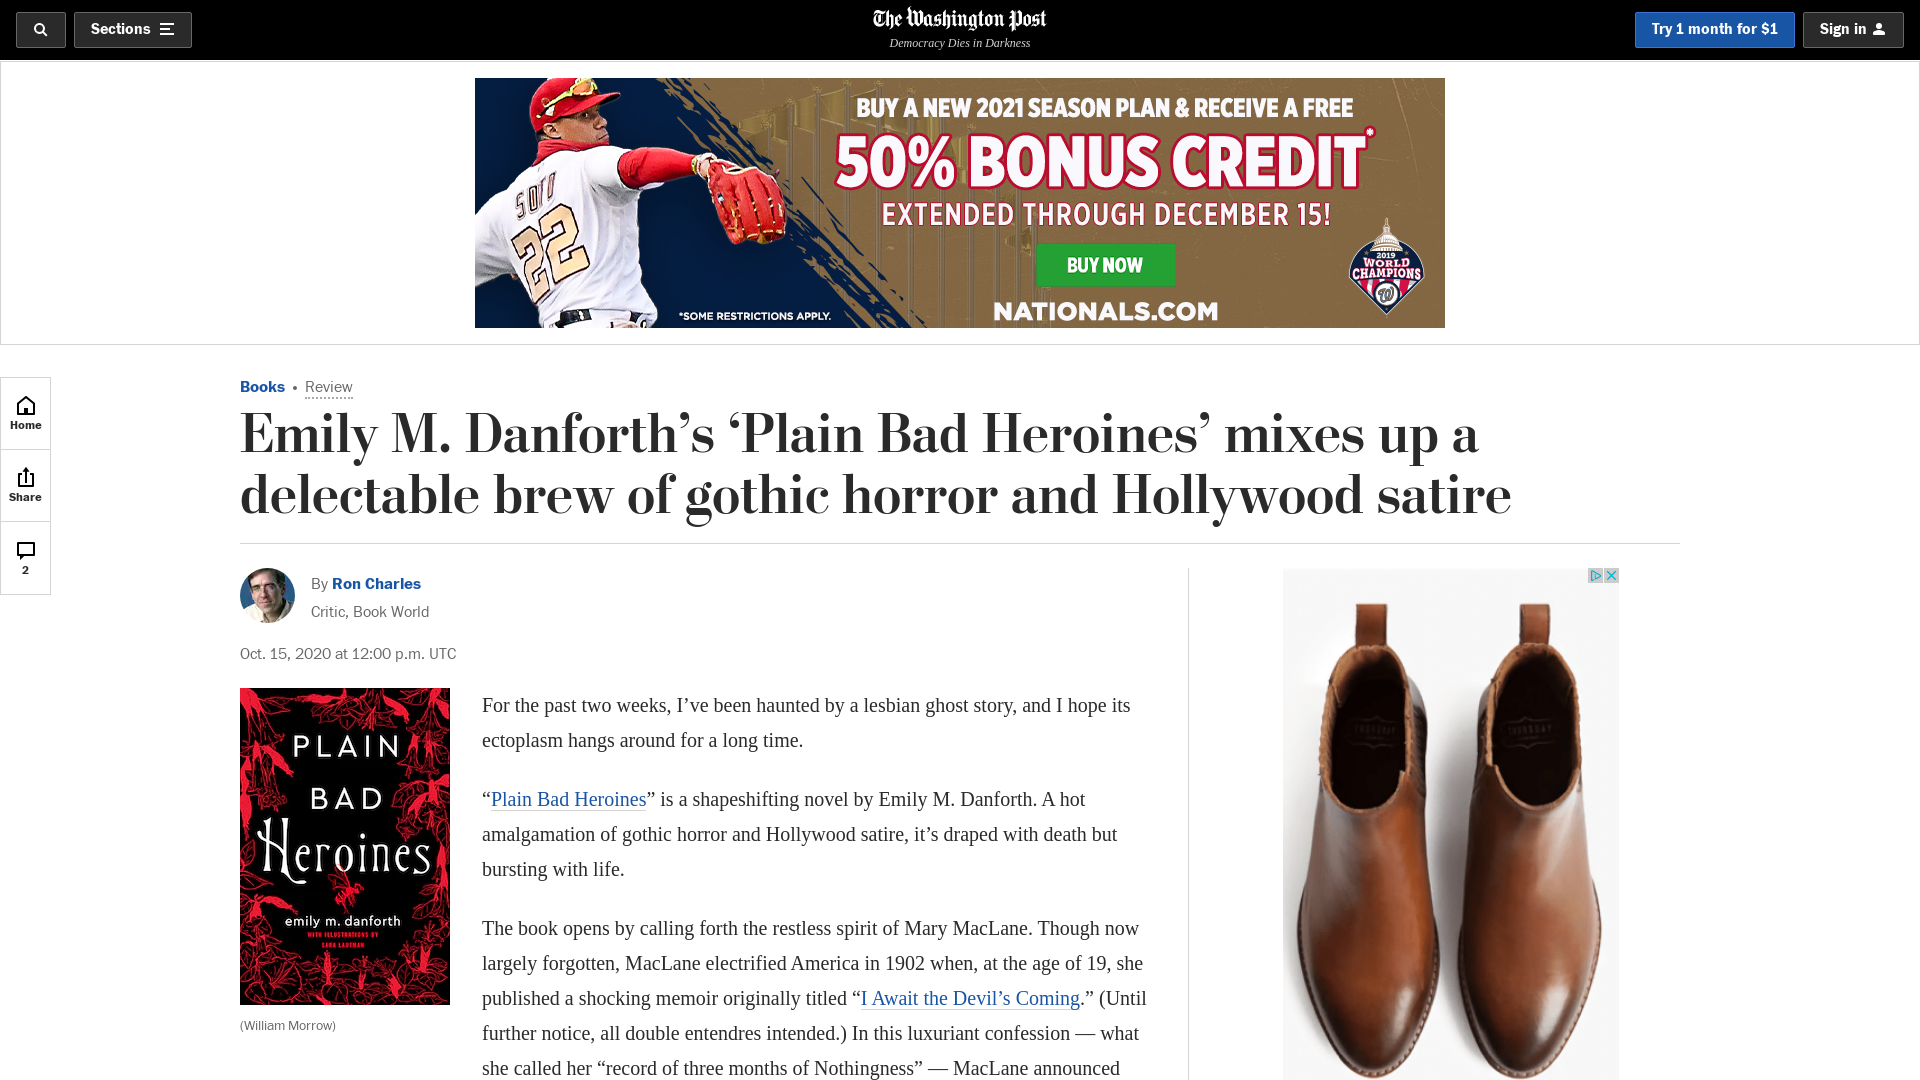 Sections
The Washington Post
Democracy Dies in Darkness
Try 1 month for $1
Sign in
BUY A NEW 2021 SEASON PLAN & RECEIVE A FREE
50% BONUS CREDIT*
EXTENDED THROUGH DECEMBER 15!
BUY NOW
NATIONALS.COM
*SOME RESTRICTIONS APPLY.
SOTO
22
2019
WORLD
CHAMPIONS
W
Home
Share
2
Books • Review
Emily M. Danforth’s ‘Plain Bad Heroines’ mixes up a
delectable brew of gothic horror and Hollywood satire
By Ron Charles
Critic, Book World
Oct. 15, 2020 at 12:00 p.m. UTC
PLAIN
BAD
Heroines
emily m. danforth
WITH ILLUSTRATIONS BY
SARA LAUTMAN
(William Morrow)
For the past two weeks, I’ve been haunted by a lesbian ghost story, and I hope its
ectoplasm hangs around for a long time.
“Plain Bad Heroines” is a shapeshifting novel by Emily M. Danforth. A hot
amalgamation of gothic horror and Hollywood satire, it’s draped with death but
bursting with life.
The book opens by calling forth the restless spirit of Mary MacLane. Though now
largely forgotten, MacLane electrified America in 1902 when, at the age of 19, she
published a shocking memoir originally titled “I Await the Devil’s Coming.” (Until
further notice, all double entendres intended.) In this luxuriant confession — what
she called her “record of three months of Nothingness” — MacLane announced